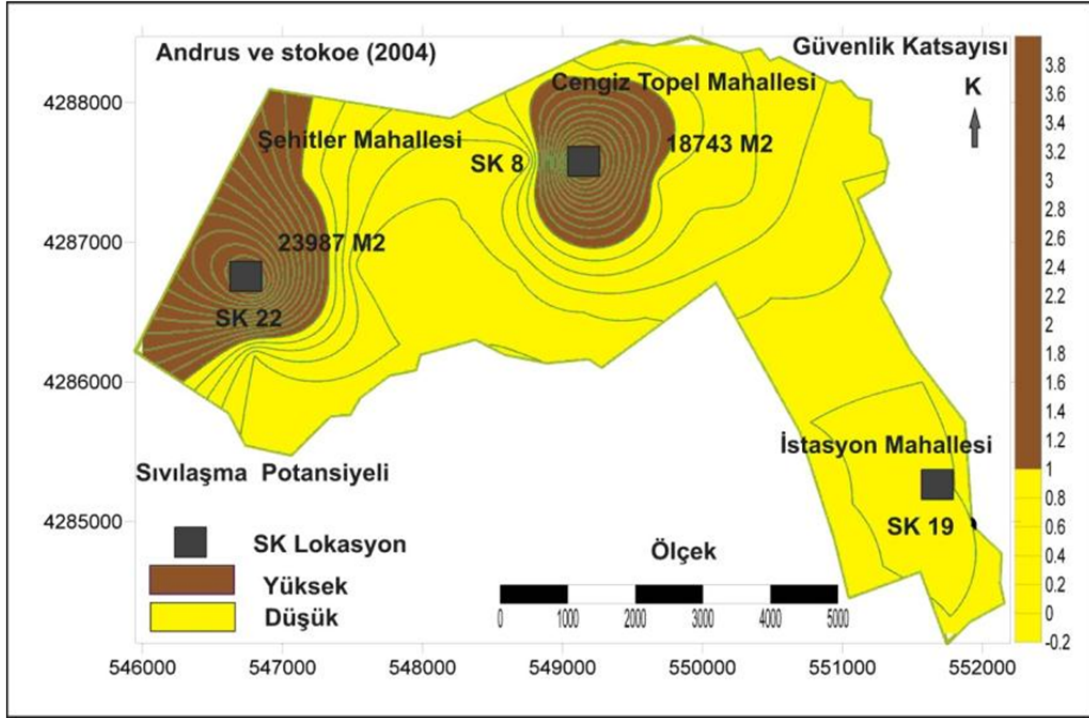 Andrus ve stokoe (2004)
Güvenlik Katsayısı
Cengiz Topel Mahallesi
K
Şehitler Mahallesi
SK 8
18743 M2
23987 M2
SK 22
İstasyon Mahallesi
SK 19
Sıvılaşma Potansiyeli
SK Lokasyon
Yüksek
Düşük
Ölçek
0 1000 2000 3000 4000 5000
4288000
4287000
4286000
4285000
546000 547000 548000 549000 550000 551000 552000
3.8
3.6
3.4
3.2
3
2.8
2.6
2.4
2.2
2
1.8
1.6
1.4
1.2
1
0.8
0.6
0.4
0.2
0
-0.2